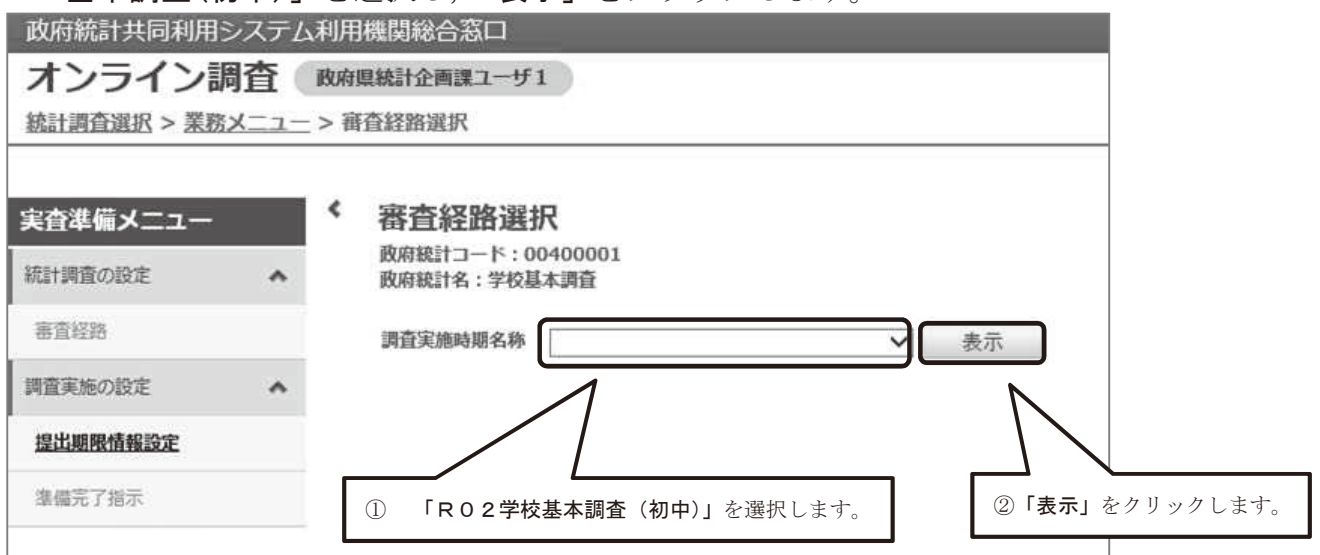 基本調査（初中）」を選択し，「表示」をクリックします。
政府統計共同利用システム利用機関総合窓口
オンライン調査 政府県統計企画課ユーザ1
統計調査選択 > 業務メニュー > 審査経路選択
実査準備メニュー
統計調査の設定
審査経路
調査実施の設定
提出期限情報設定
準備完了指示
審査経路選択
政府統計コード：00400001
政府統計名：学校基本調査
調査実施時期名称 表示
① 「Ｒ０２学校基本調査（初中）」を選択します。
②「表示」をクリックします。